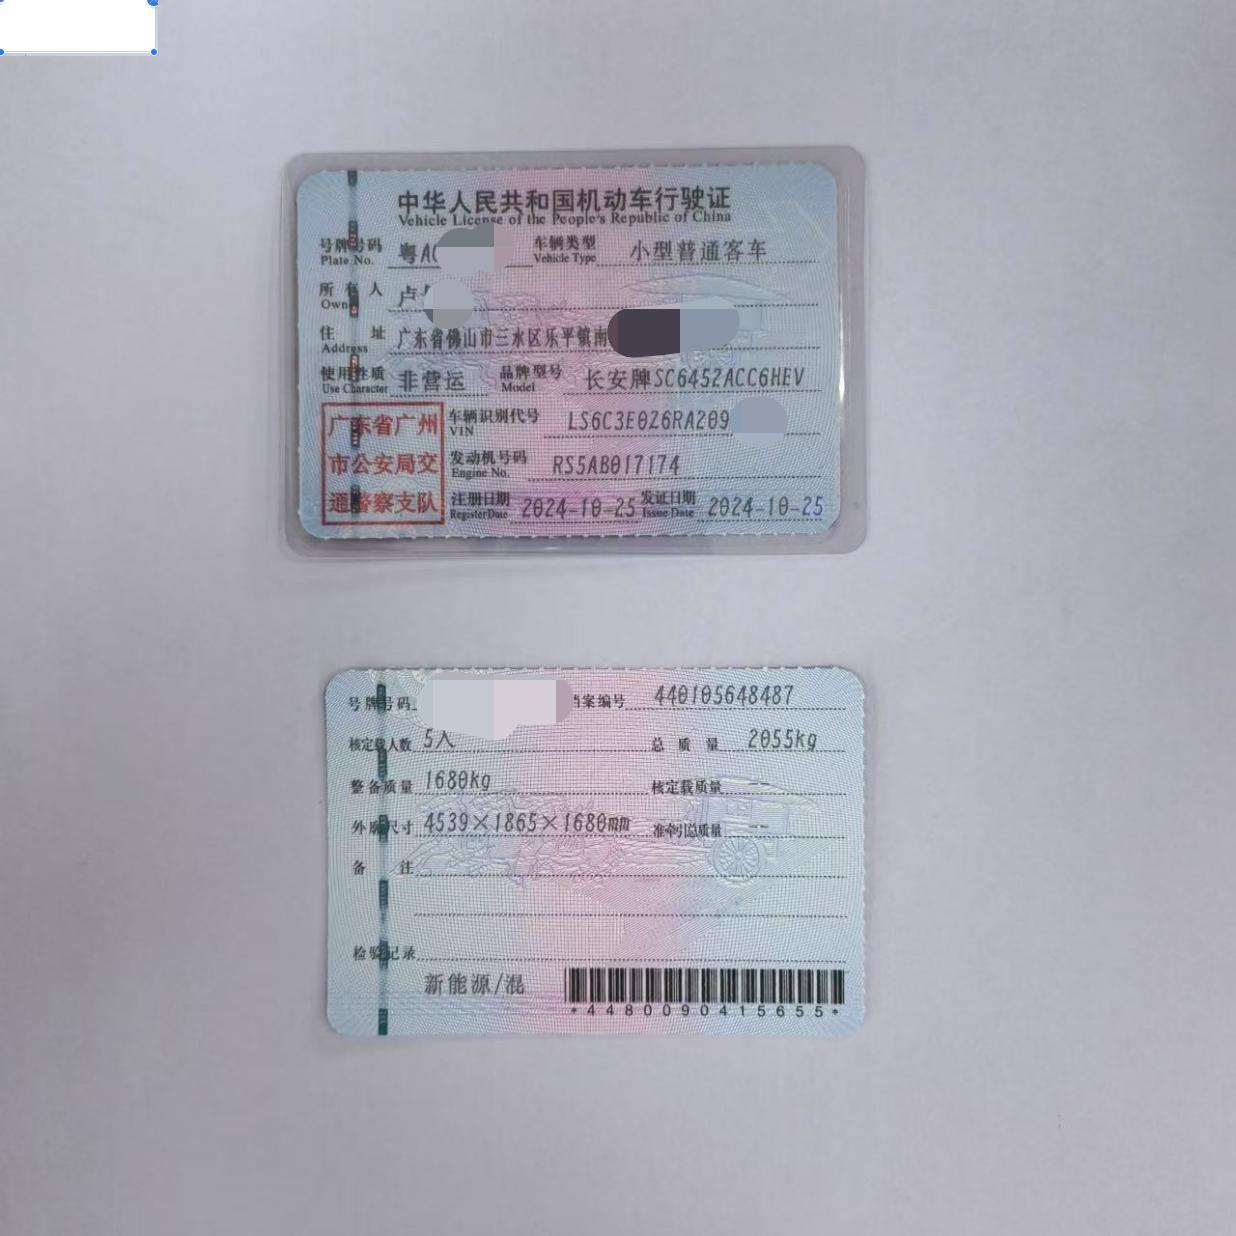 中华人民共和国机动车行驶证
Vehicle License of the People's Republic of China
号牌号码 粤A 车辆类型 小型普通客车
Plate No. Vehicle Type
所有人 卢
Owner
住址 广东省佛山市三水区乐平镇南
Address
使用性质 非营运 品牌型号 长安牌SC6452ACC6HEV
Use Character Model
广东省广州
市公安局交
通警察支队
车辆识别代号 LS6C3E0Z6RA209
VIN
发动机号码 RS5AB017174
Engine No.
注册日期 2024-10-25 发证日期 2024-10-25
Register Date Issue Date
号牌号码 档案编号 440105648487
核定载人数 5人 总质量 2055kg
整备质量 1680kg 核定载质量 --
外廓尺寸 4539×1865×1680mm 准牵引总质量 --
备注
检验记录
新能源/混
*4480090415655*